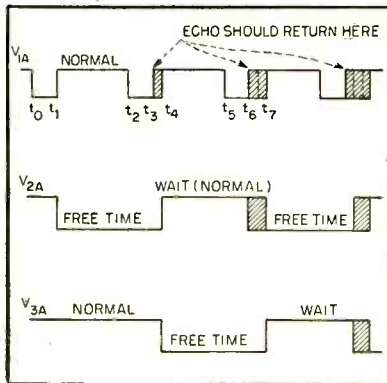 ECHO SHOULD RETURN HERE
V1A NORMAL
t0 t1 t2 t3 t4 t5 t6 t7
V2A WAIT (NORMAL)
FREE TIME FREE TIME
V3A NORMAL WAIT
FREE TIME